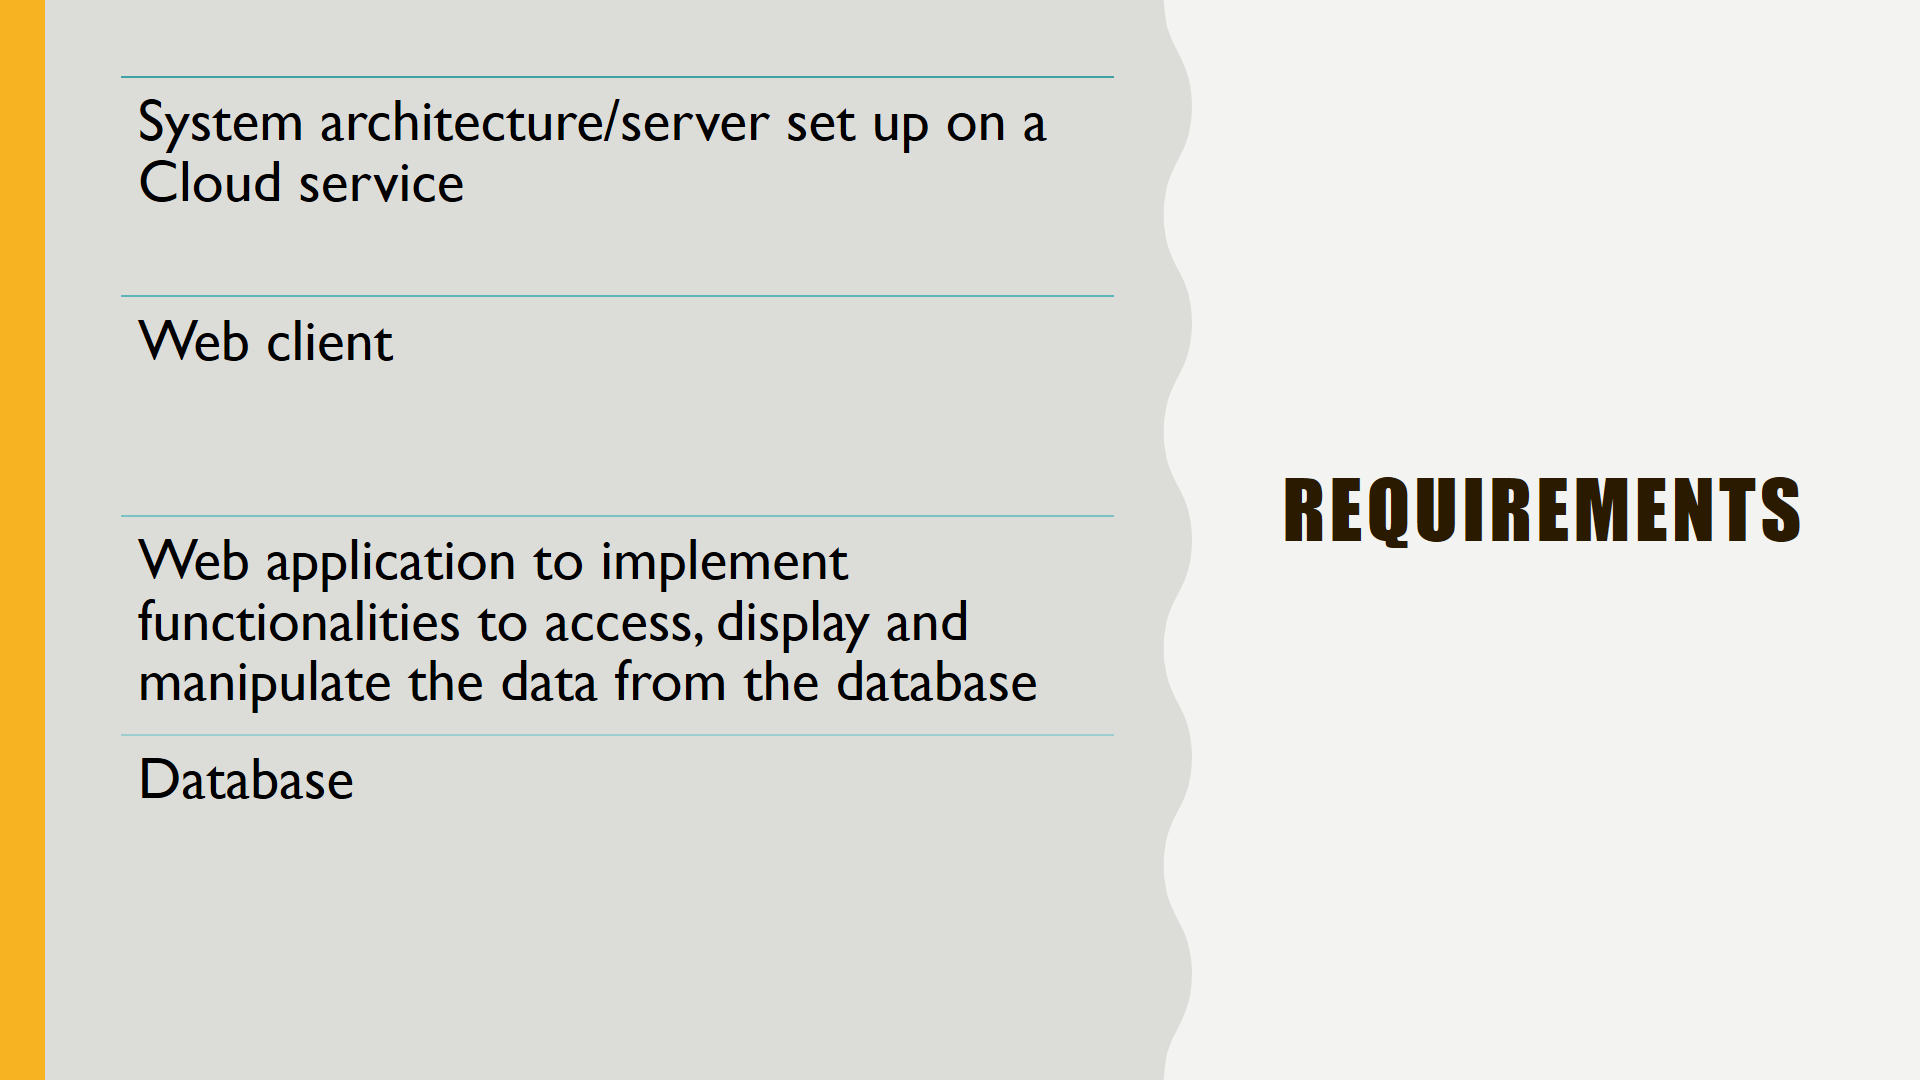 System architecture/server set up on a
Cloud service
Web client
Web application to implement
functionalities to access, display and
manipulate the data from the database
Database
REQUIREMENTS